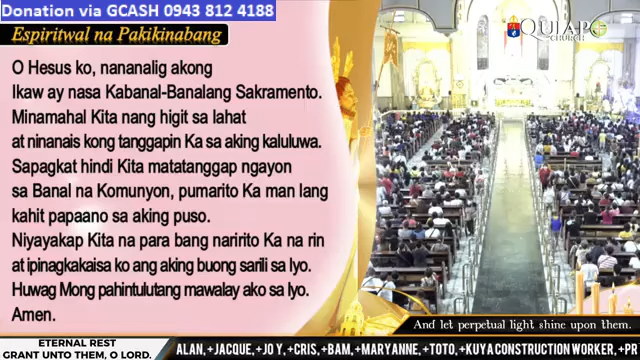 Donation via GCASH 0943 812 4188
Espiritwal na Pakikinabang
QUIAPO
CHURCH
O Hesus ko, nananalig akong
Ikaw ay nasa Kabanal-Banalang Sakramento.
Minamahal Kita nang higit sa lahat
at ninanais kong tanggapin Ka sa aking kaluluwa.
Sapagkat hindi Kita matatanggap ngayon
sa Banal na Komunyon, pumarito Ka man lang
kahit papaano sa aking puso.
Niyayakap Kita na para bang naririto Ka na rin
at ipinagkakaisa ko ang aking buong sarili sa Iyo.
Huwag Mong pahintulutang mawalay ako sa Iyo.
Amen.
And let perpetual light shine upon them.
ETERNAL REST
GRANT UNTO THEM, O LORD.
ALAN, +JACQUE, +JO Y, +CRIS, +BAM, +MARYANNE, +TOTO, +KUYA CONSTRUCTION WORKER, +PR